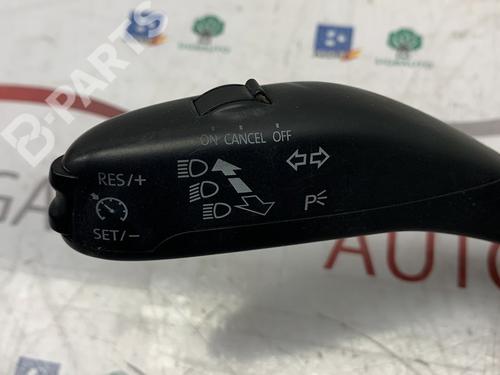 B-PARTS
ON CANCEL OFF
RES/+
SET/–
P
AUTO